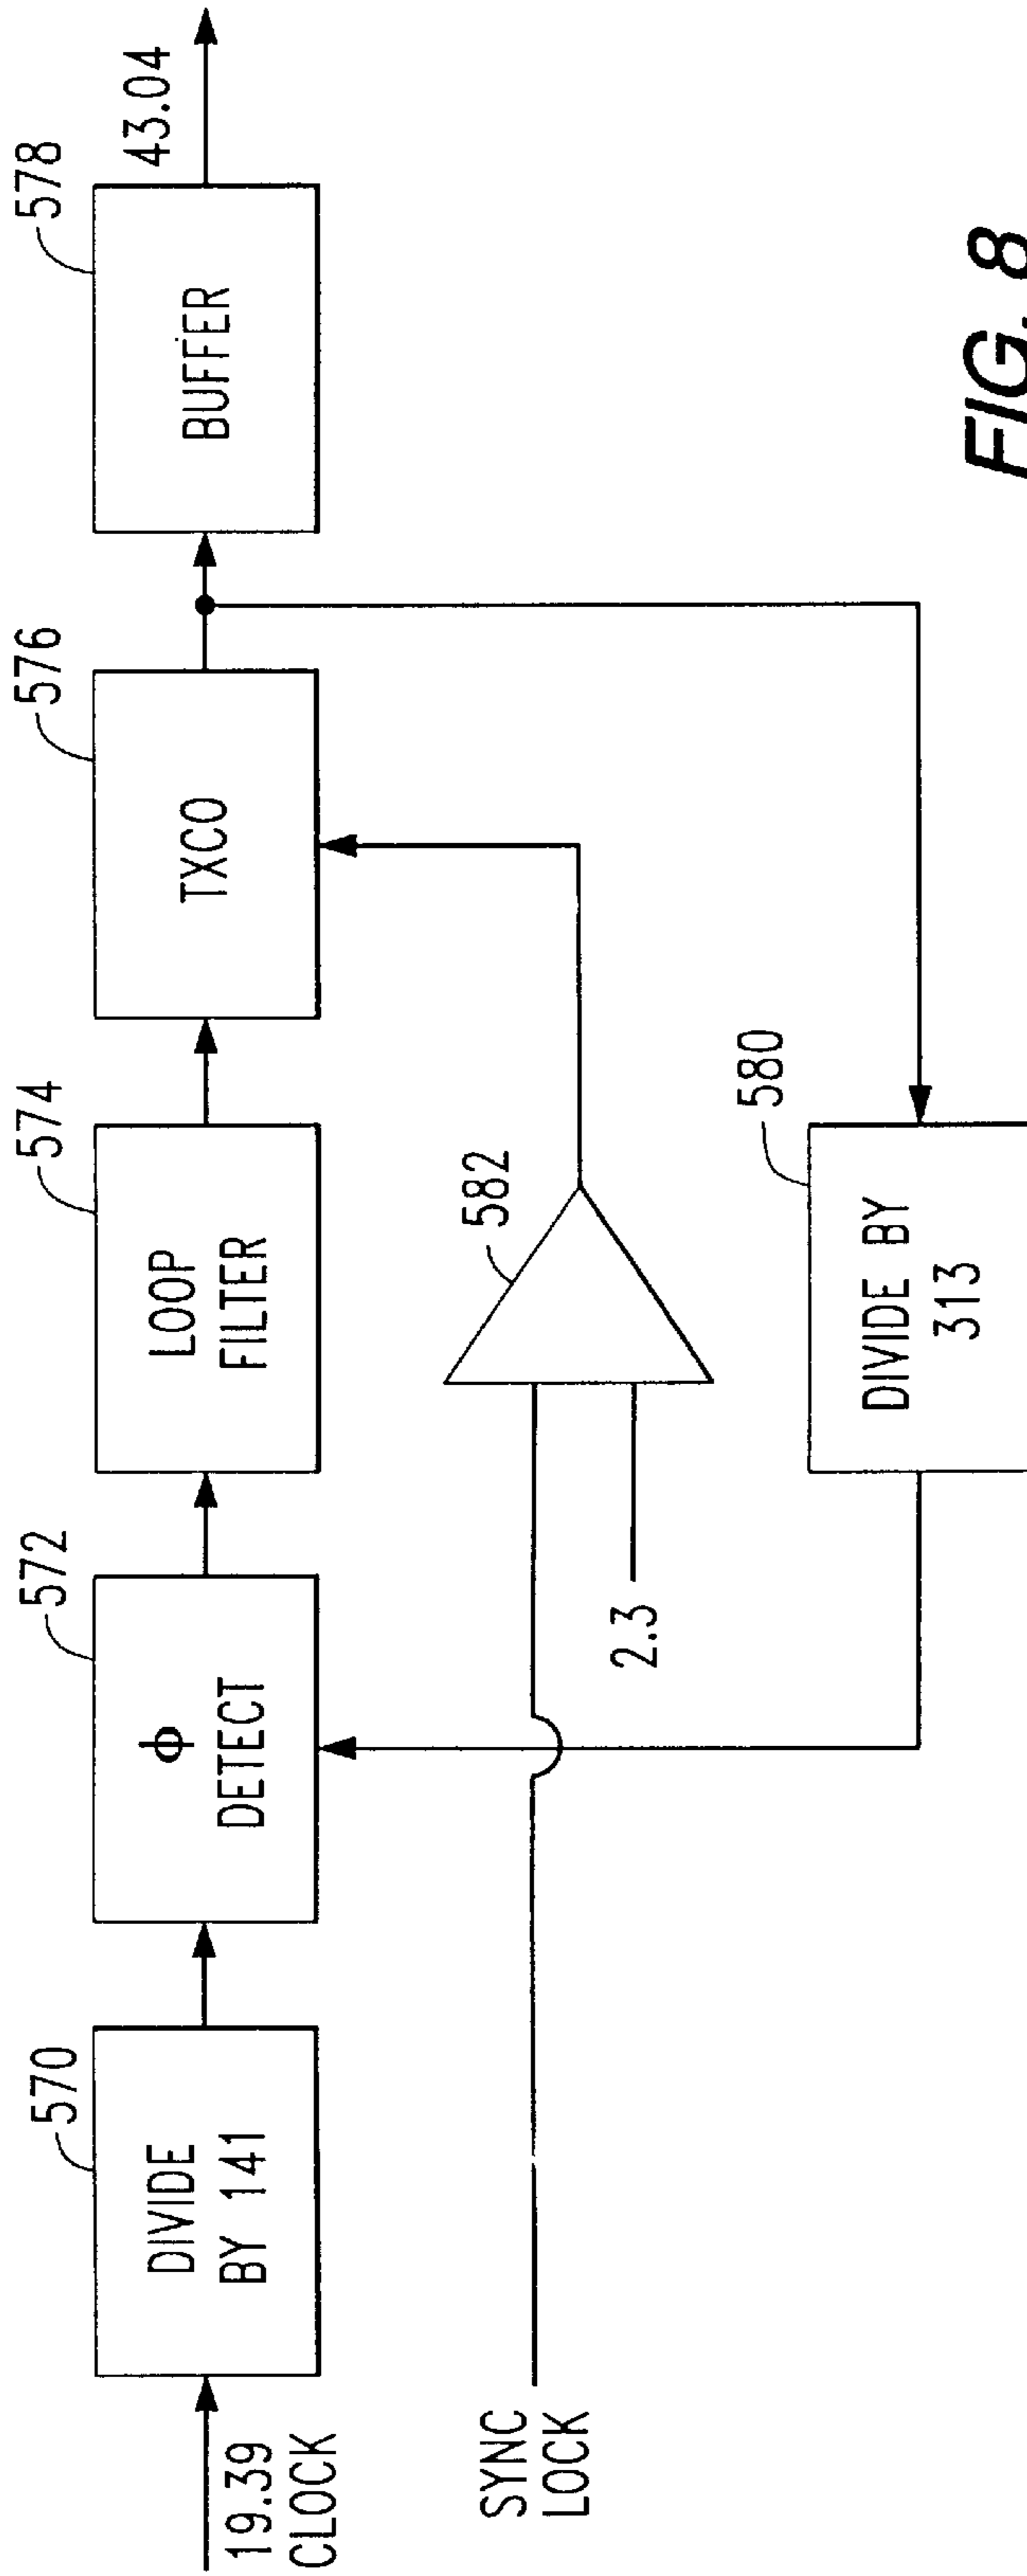 19.39
CLOCK
570
DIVIDE
BY 141
572
ϕ
DETECT
574
LOOP
FILTER
576
TXCO
578
BUFFER
43.04
SYNC
LOCK
2.3
582
580
DIVIDE BY
313
FIG. 8